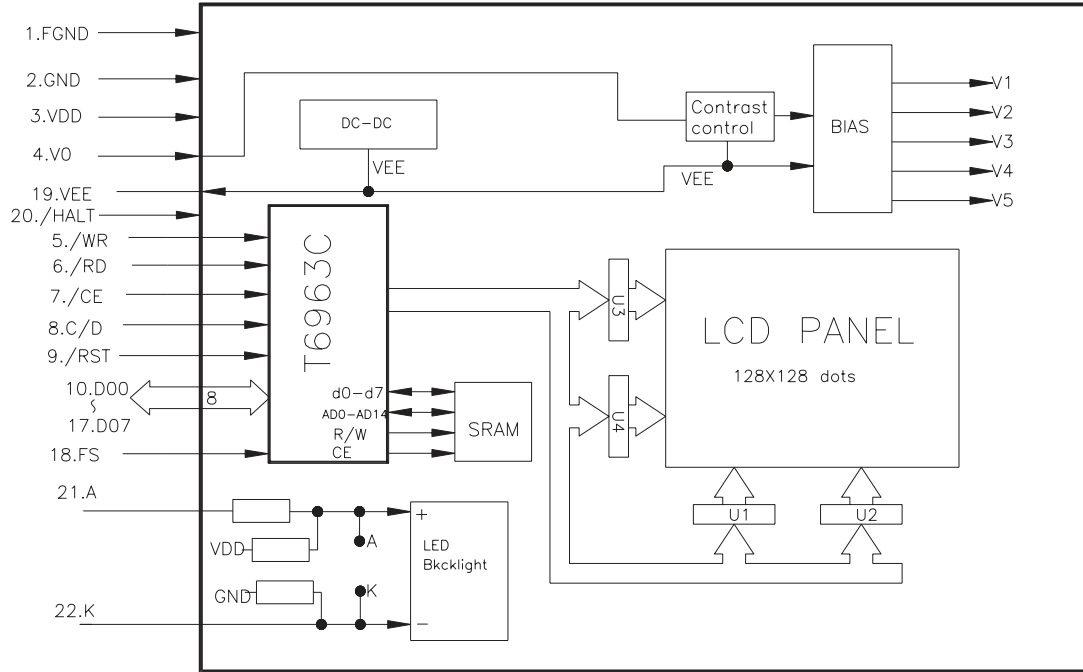 1.FGND
2.GND
3.VDD
4.V0
19.VEE
20./HALT
5./WR
6./RD
7./CE
8.C/D
9./RST
10.D00
~
17.D07
18.FS
21.A
22.K
DC-DC
VEE
Contrast
control
VEE
BIAS
V1
V2
V3
V4
V5
T6963C
8
d0-d7
AD0-AD14
R/W
CE
SRAM
U3
U4
LCD PANEL
128X128 dots
U1
U2
VDD
GND
A
K
+
LED
Bkcklight
-